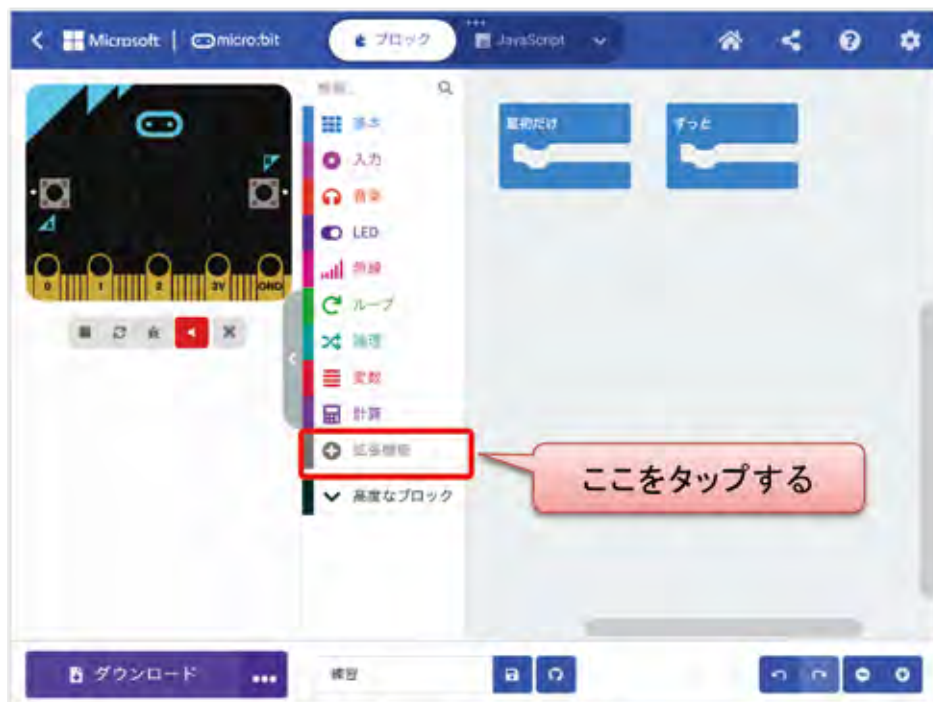 Microsoft | micro:bit
ブロック
JavaScript
検索...
基本
入力
音楽
LED
無線
ループ
論理
変数
計算
拡張機能
高度なブロック
最初だけ
ずっと
0 1 2 3V GND
ここをタップする
ダウンロード
...
練習